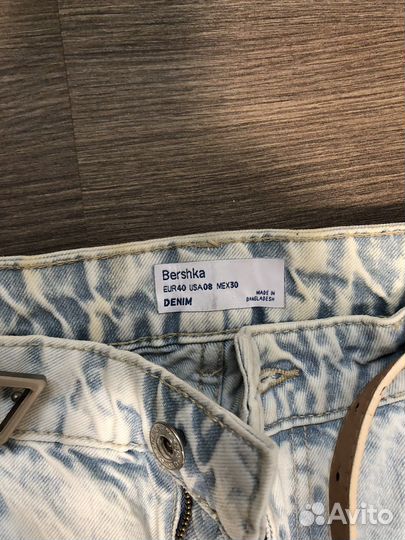 Bershka
EUR40 USA08 MEX30
DENIM
MADE IN
BANGLADESH
Avito